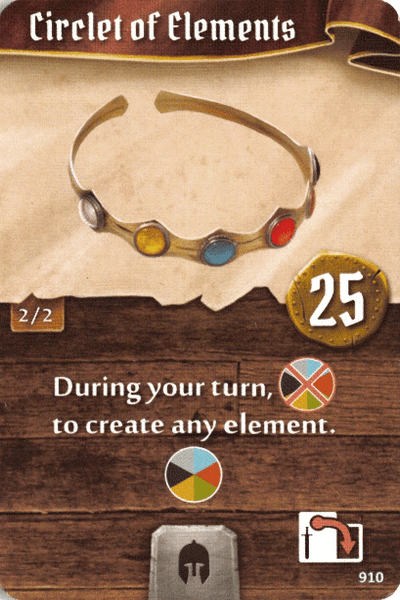 Circlet of Elements
25
2/2
During your turn,
to create any element.
910